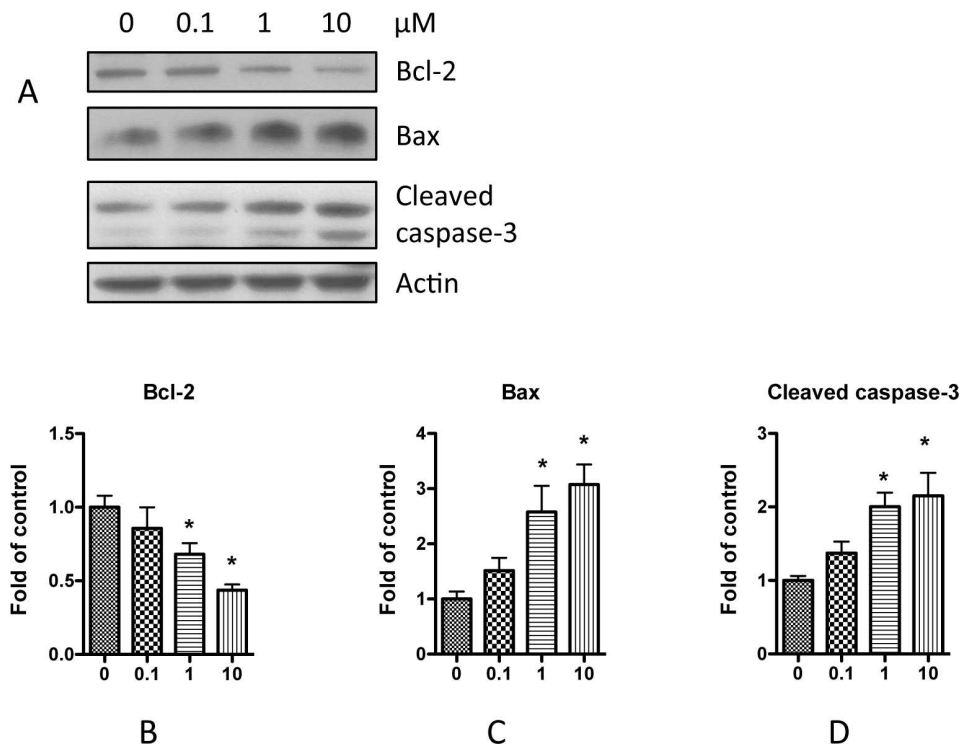 0 0.1 1 10 μM
A
Bcl-2
Bax
Cleaved
caspase-3
Actin
Bcl-2
Fold of control
1.5
1.0
0.5
0.0
*
*
0 0.1 1 10
B
Bax
Fold of control
4
3
2
1
0
*
*
0 0.1 1 10
C
Cleaved caspase-3
Fold of control
3
2
1
0
*
*
0 0.1 1 10
D